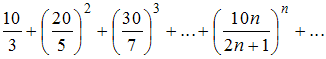 10/3 + (20/5)^2 + (30/7)^3 + ... + (10n/(2n+1))^n + ...